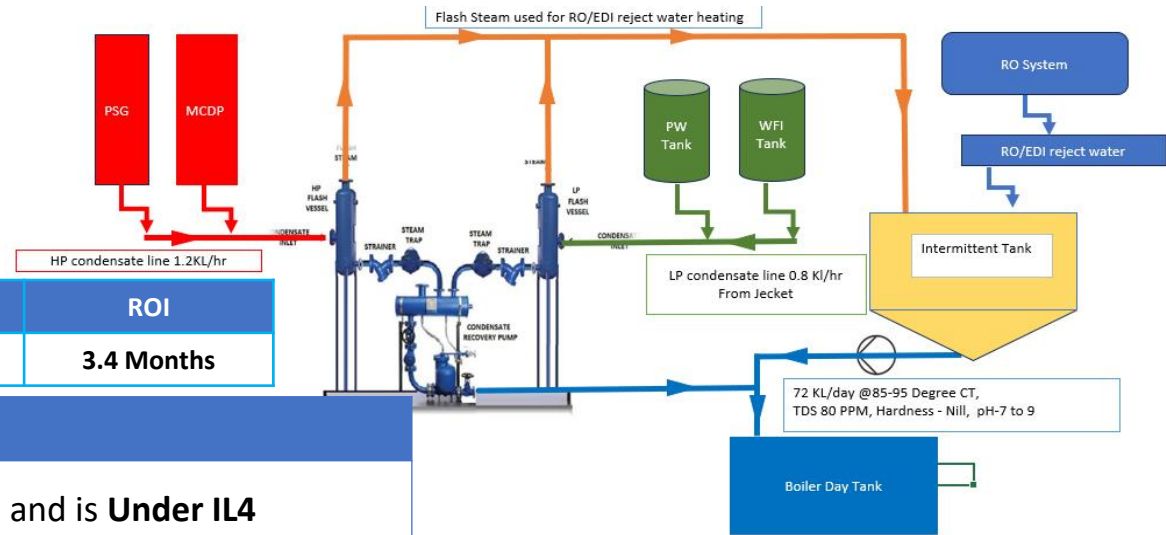 Flash Steam used for RO/EDI reject water heating
PSG
MCDP
RO System
PW
Tank
WFI
Tank
RO/EDI reject water
STEAM
HP
FLASH
VESSEL
LP
FLASH
VESSEL
STEAM
TRAP
STEAM
TRAP
STRAINER
STRAINER
INLET
INLET
HP condensate line 1.2KL/hr
LP condensate line 0.8 Kl/hr
From Jecket
Intermittent Tank
ROI
3.4 Months
CONDENSATE
RECOVERY PUMP
72 KL/day @85-95 Degree CT,
TDS 80 PPM, Hardness - Nill, pH-7 to 9
Boiler Day Tank
and is Under IL4